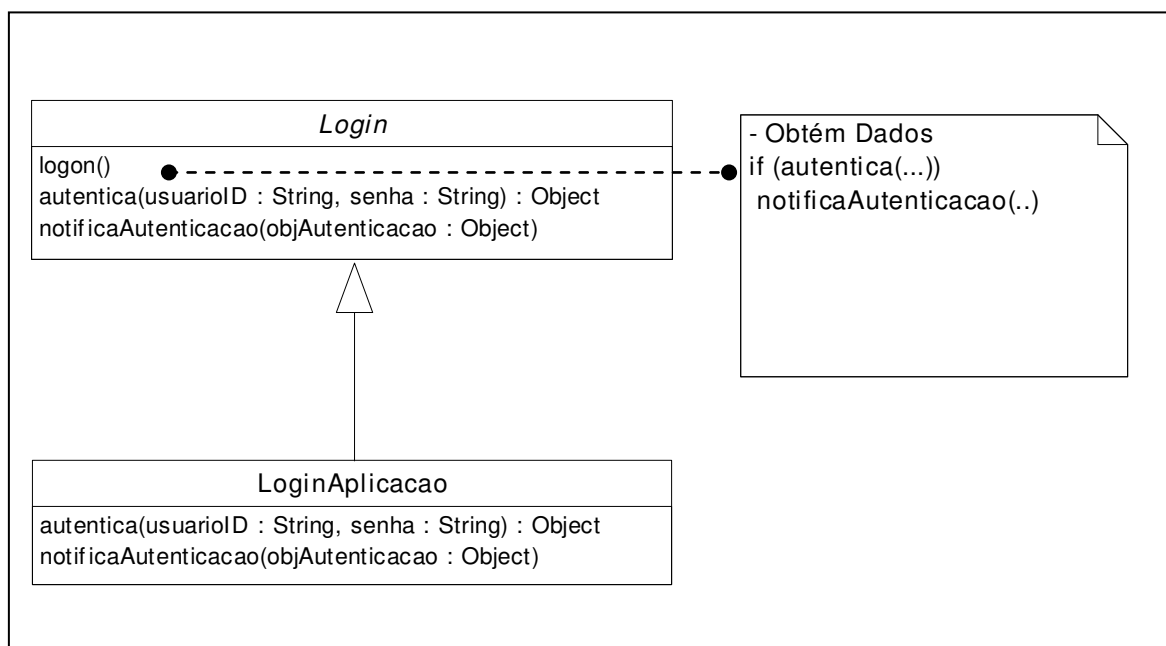 Login
logon()
autentica(usuarioID : String, senha : String) : Object
notificaAutenticacao(objAutenticacao : Object)
- Obtém Dados
if (autentica(...))
notificaAutenticacao(..)
LoginAplicacao
autentica(usuarioID : String, senha : String) : Object
notificaAutenticacao(objAutenticacao : Object)